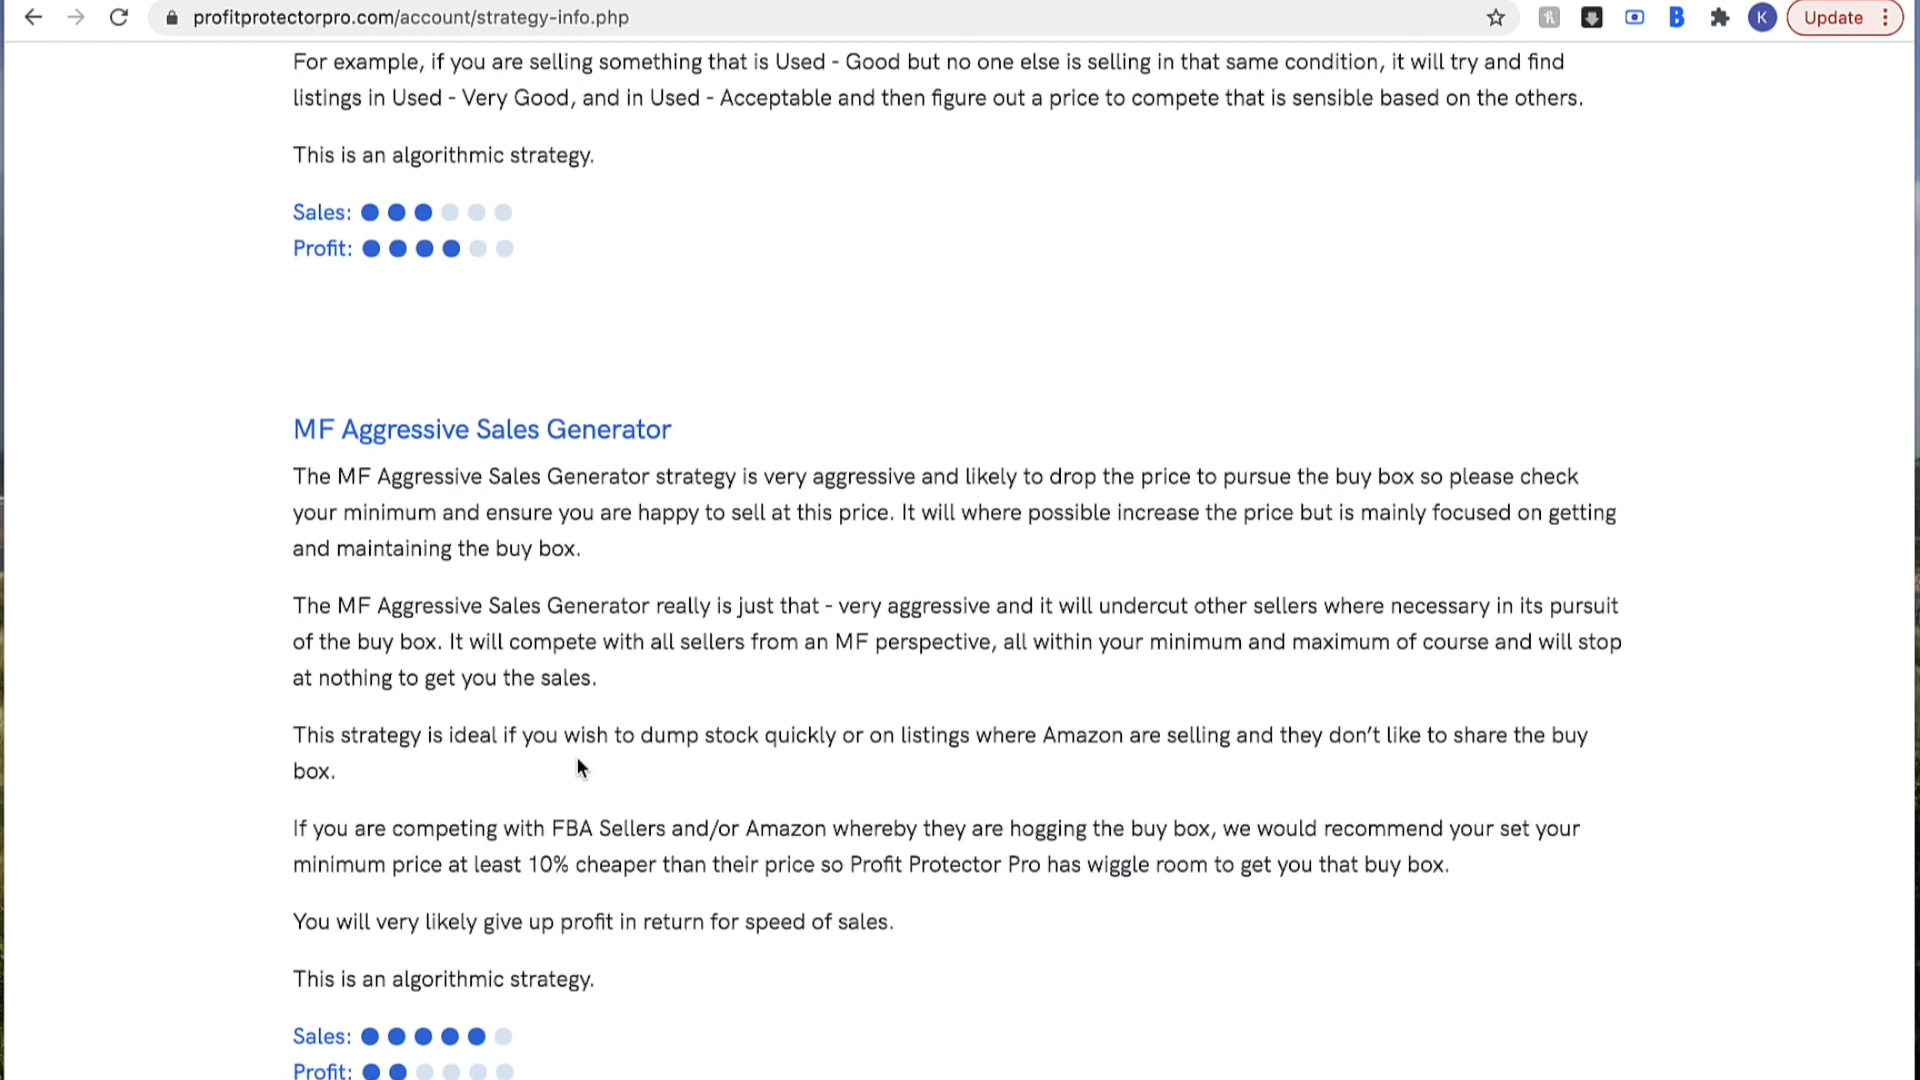 profitprotectorpro.com/account/strategy-info.php
K
Update
For example, if you are selling something that is Used - Good but no one else is selling in that same condition, it will try and find
listings in Used - Very Good, and in Used - Acceptable and then figure out a price to compete that is sensible based on the others.
This is an algorithmic strategy.
Sales:
Profit:
MF Aggressive Sales Generator
The MF Aggressive Sales Generator strategy is very aggressive and likely to drop the price to pursue the buy box so please check
your minimum and ensure you are happy to sell at this price. It will where possible increase the price but is mainly focused on getting
and maintaining the buy box.
The MF Aggressive Sales Generator really is just that - very aggressive and it will undercut other sellers where necessary in its pursuit
of the buy box. It will compete with all sellers from an MF perspective, all within your minimum and maximum of course and will stop
at nothing to get you the sales.
This strategy is ideal if you wish to dump stock quickly or on listings where Amazon are selling and they don’t like to share the buy
box.
If you are competing with FBA Sellers and/or Amazon whereby they are hogging the buy box, we would recommend your set your
minimum price at least 10% cheaper than their price so Profit Protector Pro has wiggle room to get you that buy box.
You will very likely give up profit in return for speed of sales.
This is an algorithmic strategy.
Sales:
Profit: